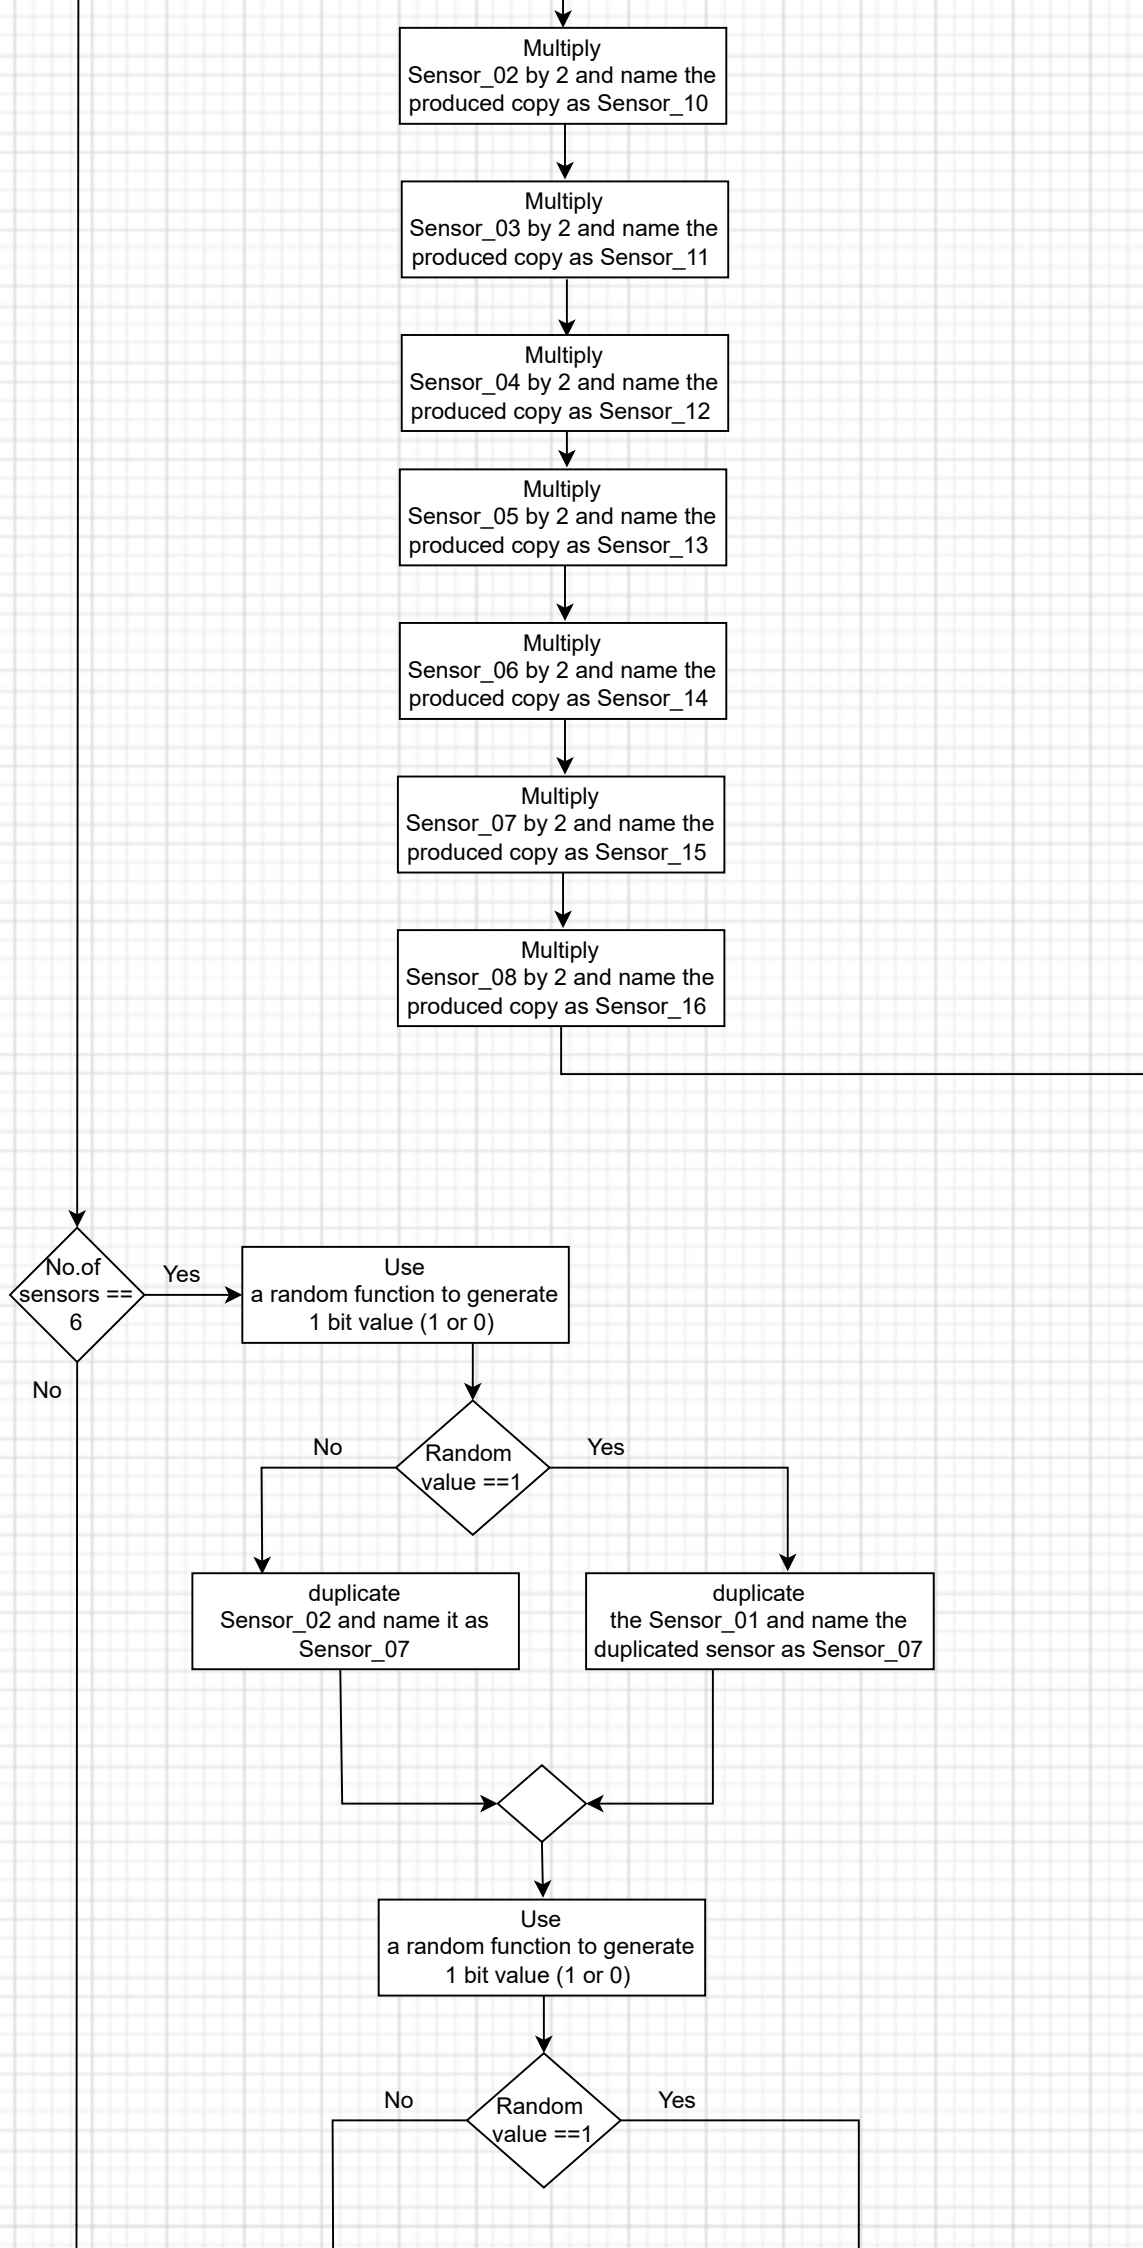 Multiply
Sensor_02 by 2 and name the
produced copy as Sensor_10
Multiply
Sensor_03 by 2 and name the
produced copy as Sensor_11
Multiply
Sensor_04 by 2 and name the
produced copy as Sensor_12
Multiply
Sensor_05 by 2 and name the
produced copy as Sensor_13
Multiply
Sensor_06 by 2 and name the
produced copy as Sensor_14
Multiply
Sensor_07 by 2 and name the
produced copy as Sensor_15
Multiply
Sensor_08 by 2 and name the
produced copy as Sensor_16
No.of
sensors ==
6
Yes
No
Use
a random function to generate
1 bit value (1 or 0)
Random
value ==1
No
Yes
duplicate
Sensor_02 and name it as
Sensor_07
duplicate
the Sensor_01 and name the
duplicated sensor as Sensor_07
Use
a random function to generate
1 bit value (1 or 0)
Random
value ==1
No
Yes